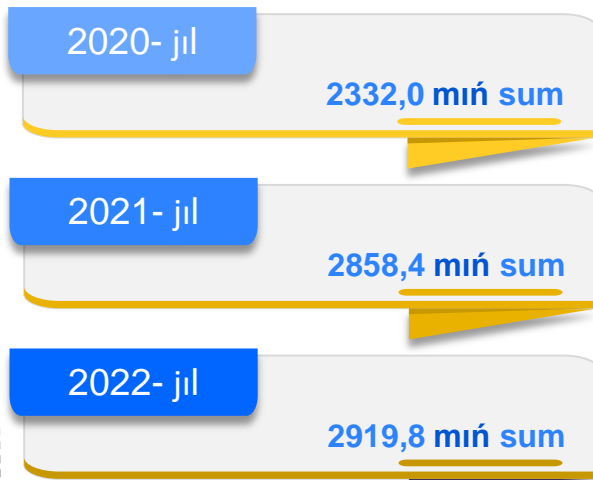 2020- jıl
2332,0 mıń sum
2021- jıl
2858,4 mıń sum
2022- jıl
2919,8 mıń sum